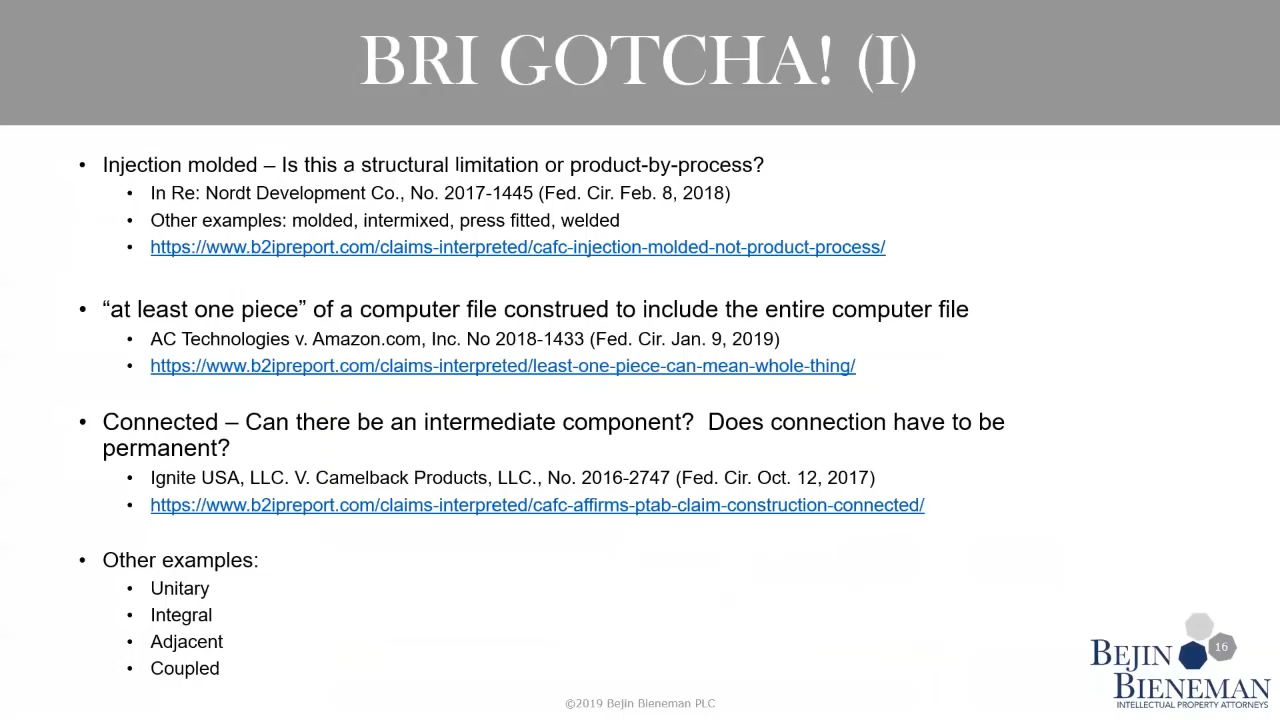 BRI GOTCHA! (I)
• Injection molded – Is this a structural limitation or product-by-process?
• In Re: Nordt Development Co., No. 2017-1445 (Fed. Cir. Feb. 8, 2018)
• Other examples: molded, intermixed, press fitted, welded
• https://www.b2ipreport.com/claims-interpreted/cafc-injection-molded-not-product-process/
• “at least one piece” of a computer file construed to include the entire computer file
• AC Technologies v. Amazon.com, Inc. No 2018-1433 (Fed. Cir. Jan. 9, 2019)
• https://www.b2ipreport.com/claims-interpreted/least-one-piece-can-mean-whole-thing/
• Connected – Can there be an intermediate component?  Does connection have to be
permanent?
• Ignite USA, LLC. V. Camelback Products, LLC., No. 2016-2747 (Fed. Cir. Oct. 12, 2017)
• https://www.b2ipreport.com/claims-interpreted/cafc-affirms-ptab-claim-construction-connected/
• Other examples:
• Unitary
• Integral
• Adjacent
• Coupled
16
BEJIN
BIENEMAN
INTELLECTUAL PROPERTY ATTORNEYS
©2019 Bejin Bieneman PLC